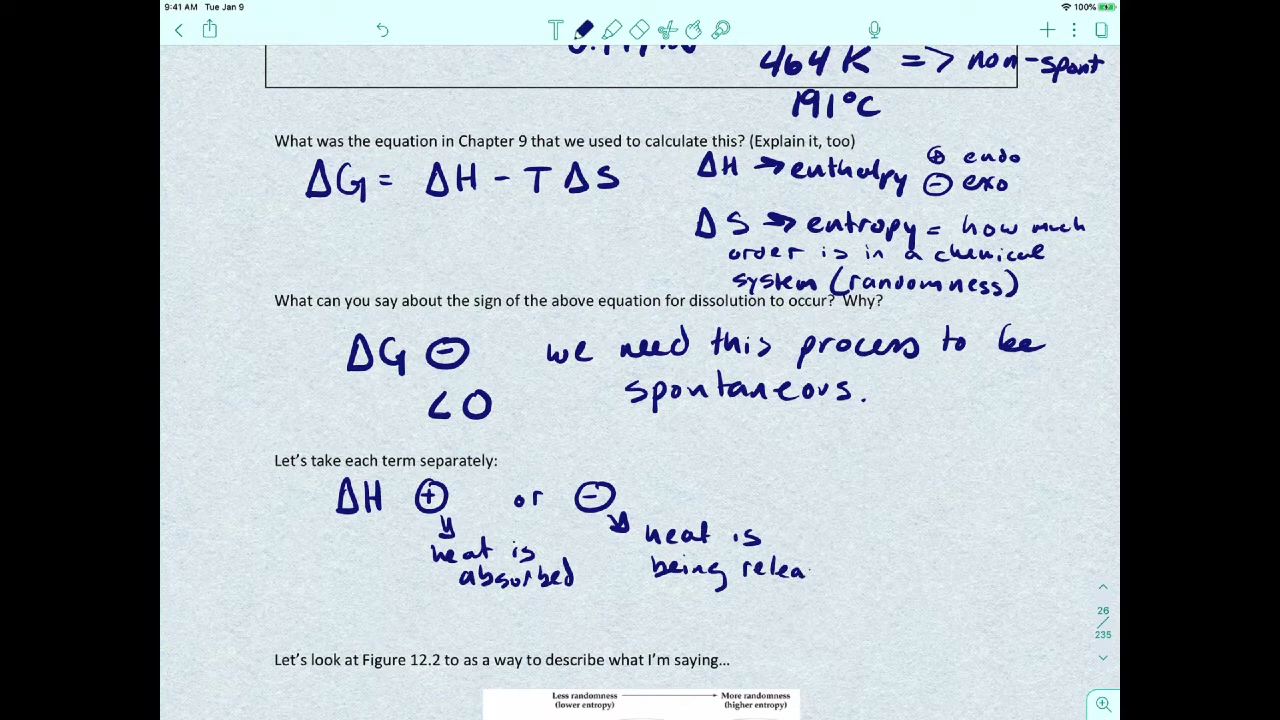 9:41 AM Tue Jan 9
100%
464 K => non-spont
191°C
What was the equation in Chapter 9 that we used to calculate this? (Explain it, too)
ΔG = ΔH - TΔS
ΔH → enthalpy ⊕ endo
⊖ exo
ΔS → entropy = how much
order is in a chemical
system (randomness)
What can you say about the sign of the above equation for dissolution to occur? Why?
ΔG ⊖ we need this process to be
< 0 spontaneous.
Let's take each term separately:
ΔH ⊕ or ⊖
heat is
absorbed
heat is
being relea
Let's look at Figure 12.2 to as a way to describe what I'm saying...
Less randomness → More randomness
(lower entropy) (higher entropy)
26
/
235